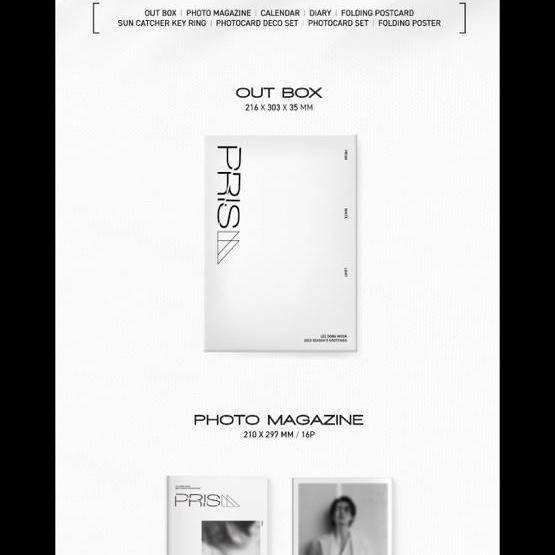 OUT BOX | PHOTO MAGAZINE | CALENDAR | DIARY | FOLDING POSTCARD
SUN CATCHER KEY RING | PHOTOCARD DECO SET | PHOTOCARD SET | FOLDING POSTER
OUT BOX
216 X 303 X 35 MM
PRISM
PRISM
WHITE
LIGHT
LEE DONG WOOK
2023 SEASON'S GREETINGS
PHOTO MAGAZINE
210 X 297 MM / 16P
PRISM